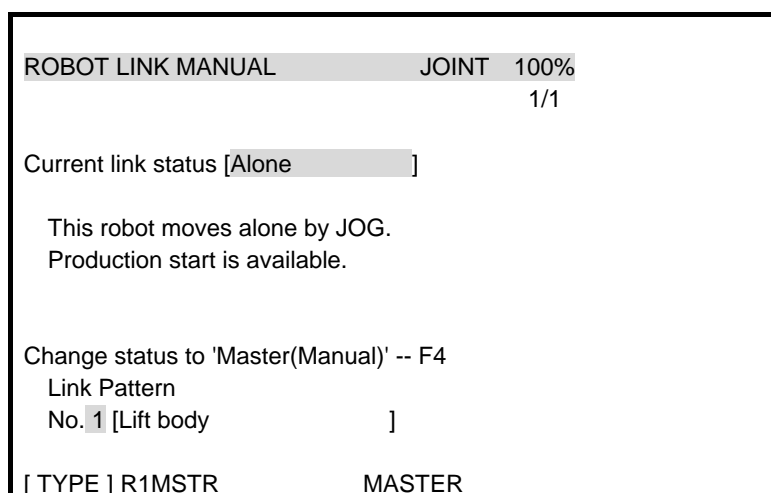 ROBOT LINK MANUAL JOINT 100%
1/1
Current link status [Alone ]
This robot moves alone by JOG.
Production start is available.
Change status to 'Master(Manual)' -- F4
Link Pattern
No. 1 [Lift body ]
[ TYPE ] R1MSTR MASTER